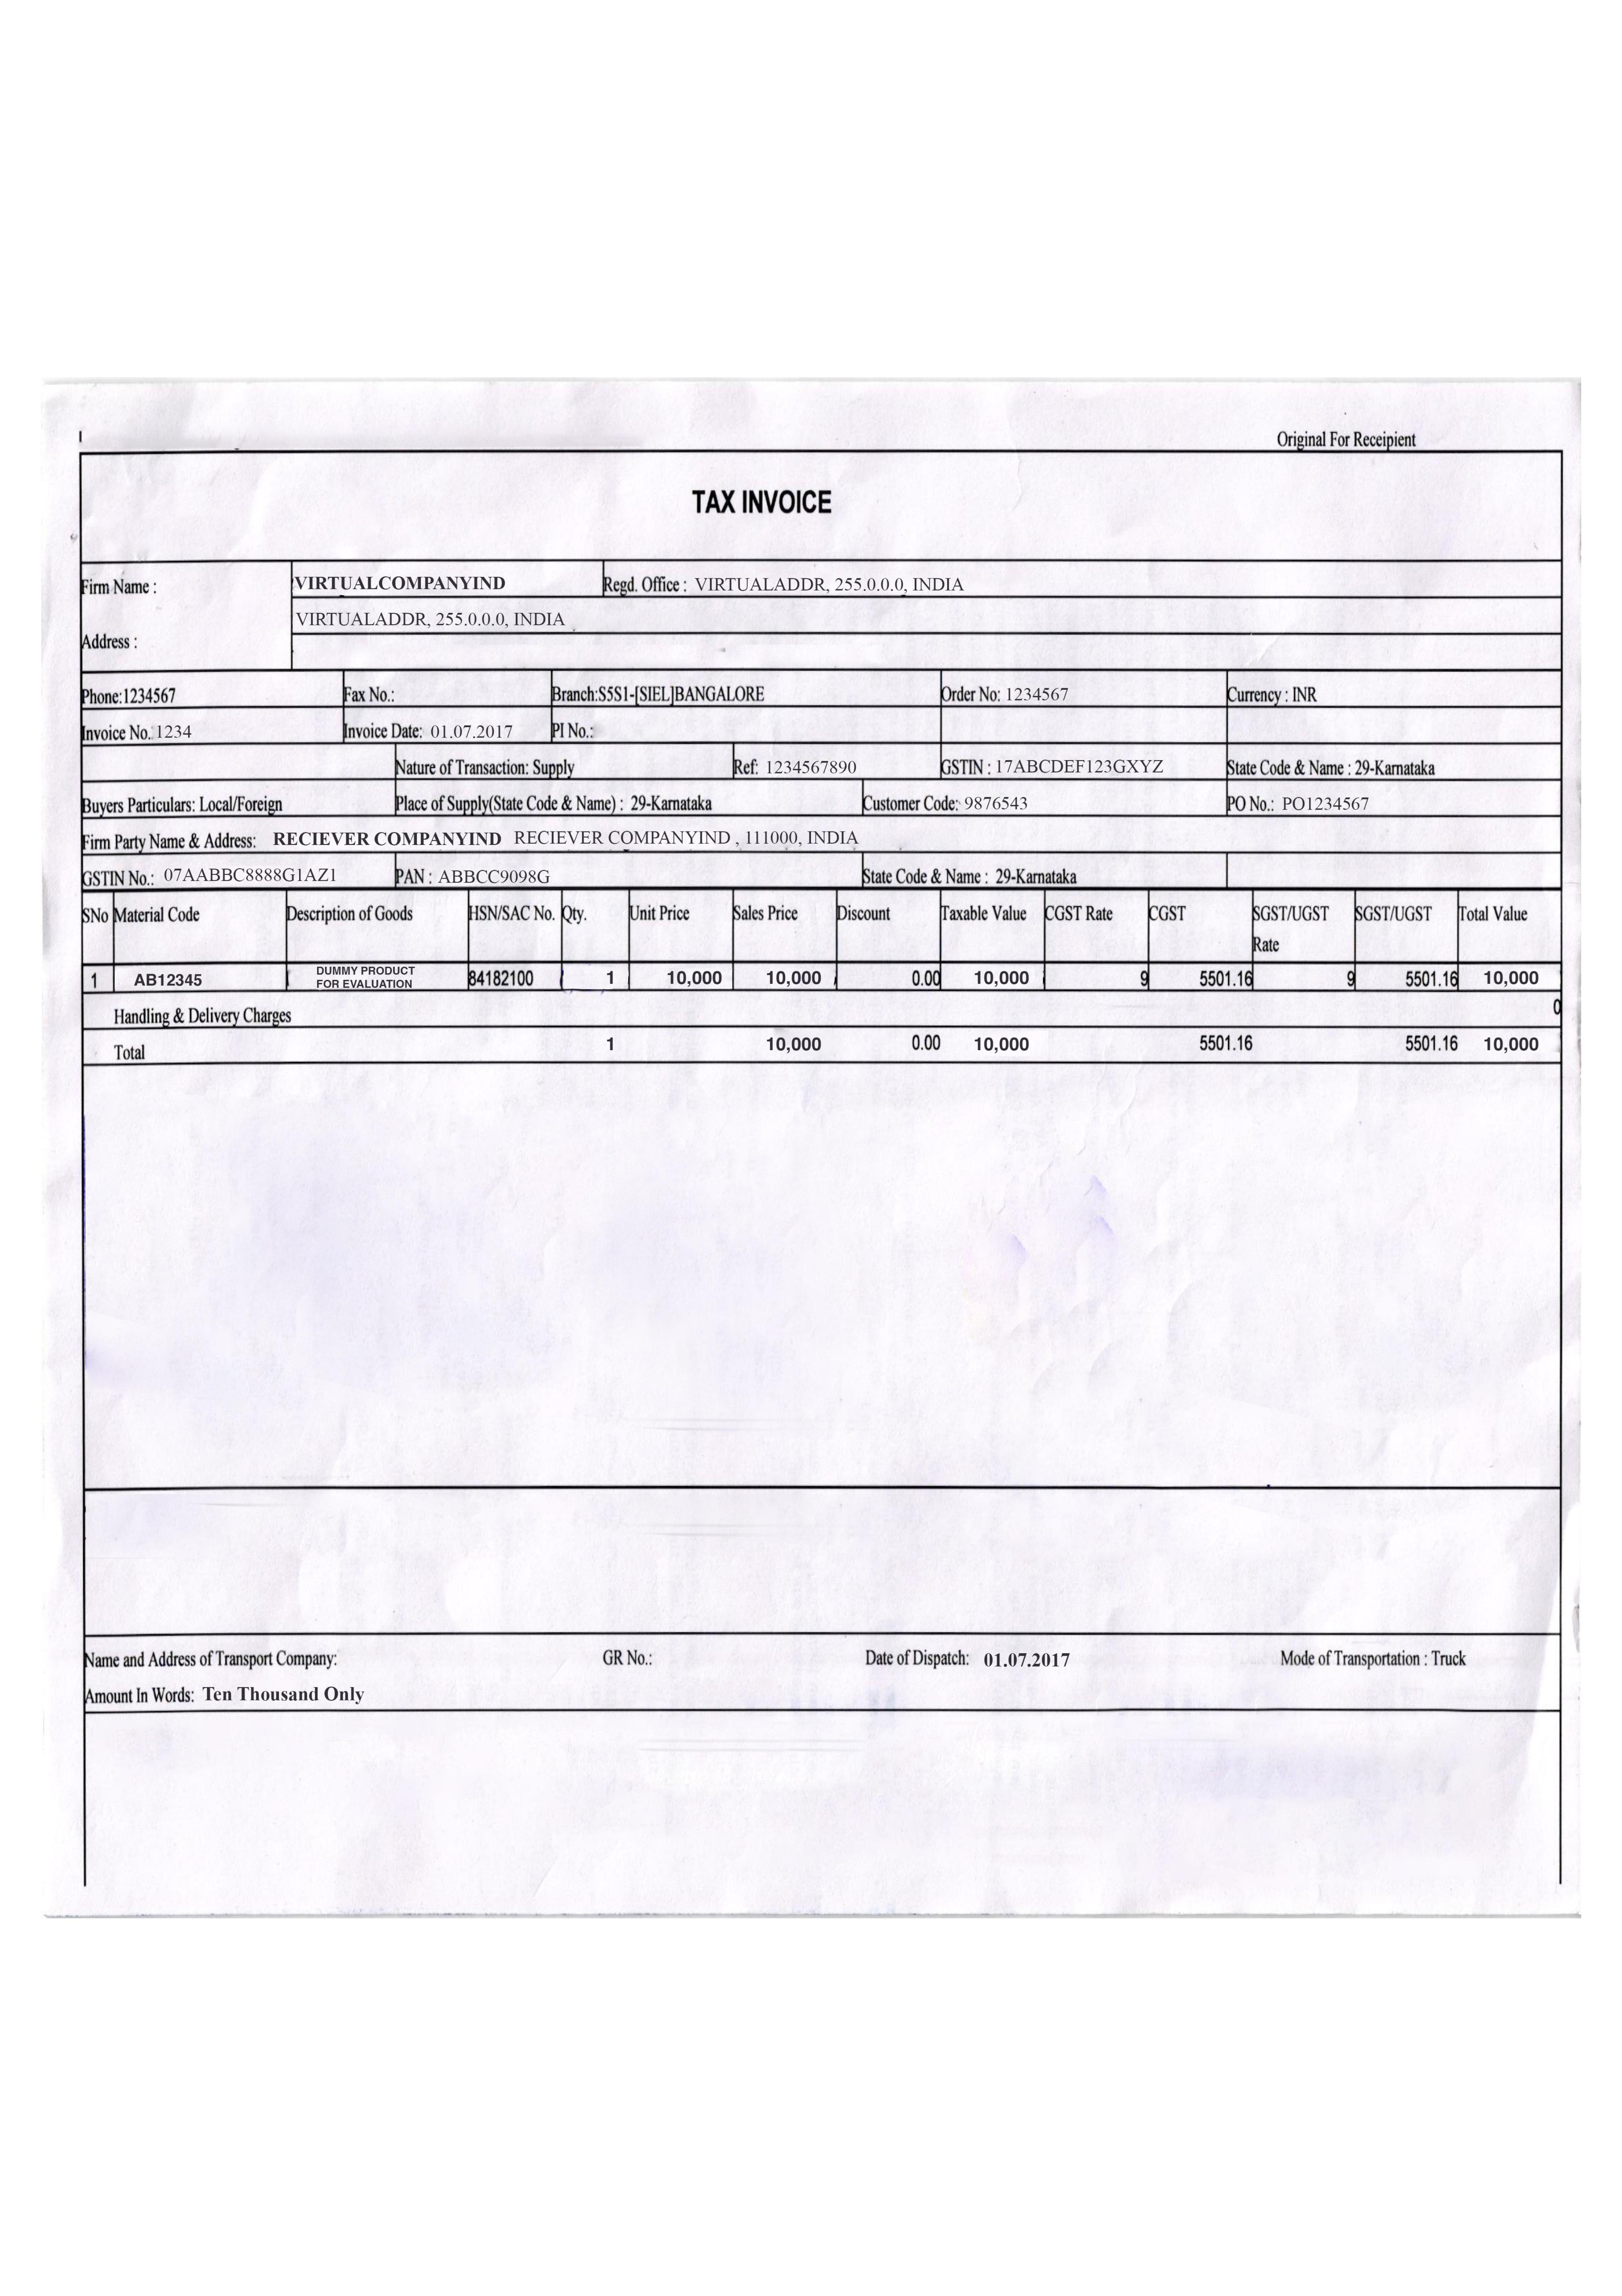 Original For Receipient
TAX INVOICE
Firm Name : VIRTUALCOMPANYIND Regd. Office : VIRTUALADDR, 255.0.0.0, INDIA
VIRTUALADDR, 255.0.0.0, INDIA
Address :
Phone:1234567 Fax No.: Branch:S5S1-[SIEL]BANGALORE Order No: 1234567 Currency : INR
Invoice No. 1234 Invoice Date: 01.07.2017 PI No.:
Nature of Transaction: Supply Ref: 1234567890 GSTIN : 17ABCDEF123GXYZ State Code & Name : 29-Karnataka
Buyers Particulars: Local/Foreign Place of Supply(State Code & Name) : 29-Karnataka Customer Code: 9876543 PO No.: PO1234567
Firm Party Name & Address: RECIEVER COMPANYIND RECIEVER COMPANYIND , 111000, INDIA
GSTIN No.: 07AABBC8888G1AZ1 PAN : ABBCC9098G State Code & Name : 29-Karnataka
SNo Material Code Description of Goods HSN/SAC No. Qty. Unit Price Sales Price Discount Taxable Value CGST Rate CGST SGST/UGST Rate SGST/UGST Total Value
1 AB12345 DUMMY PRODUCT FOR EVALUATION 84182100 1 10,000 10,000 0.00 10,000 9 5501.16 9 5501.16 10,000
Handling & Delivery Charges 0
Total 1 10,000 0.00 10,000 5501.16 5501.16 10,000
Name and Address of Transport Company: GR No.: Date of Dispatch: 01.07.2017 Mode of Transportation : Truck
Amount In Words: Ten Thousand Only